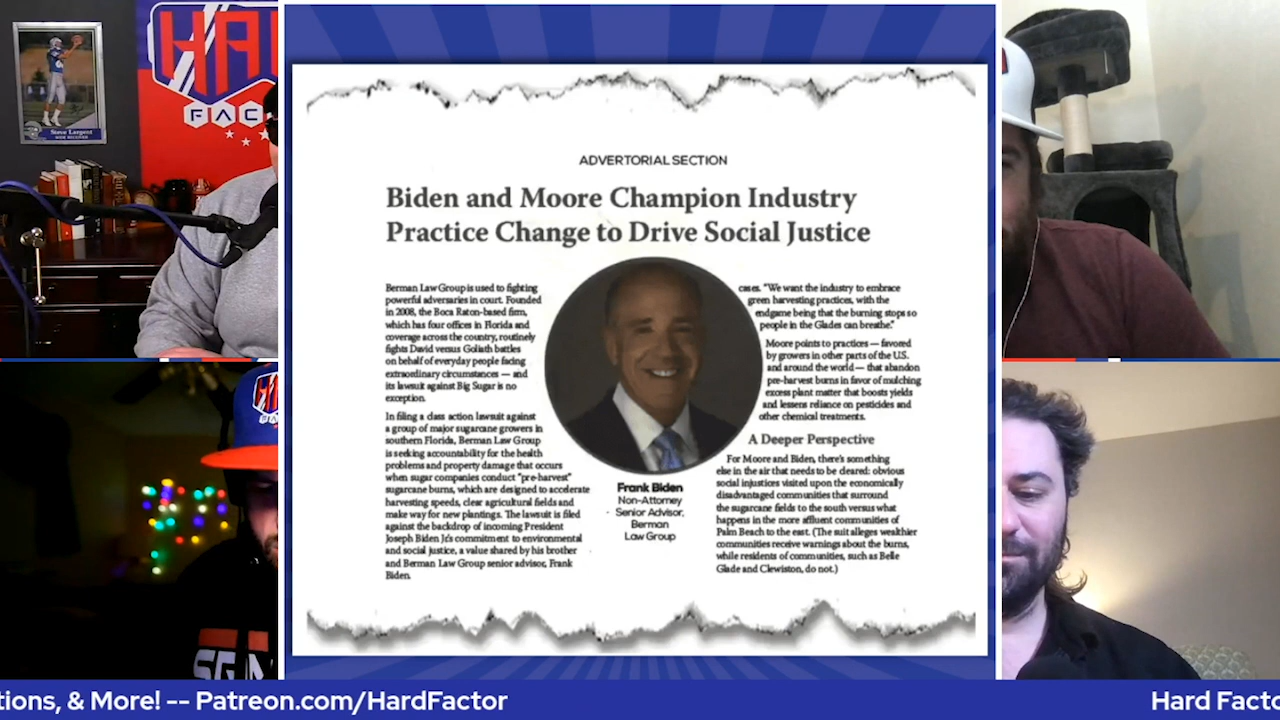 HA
FAC
Steve Largent
WIDE RECEIVER
ADVERTORIAL SECTION
Biden and Moore Champion Industry
Practice Change to Drive Social Justice
Berman Law Group is used to fighting
powerful adversaries in court. Founded
in 2008, the Boca Raton-based firm,
which has four offices in Florida and
coverage across the country, routinely
fights David versus Goliath battles
on behalf of everyday people facing
extraordinary circumstances — and
its lawsuit against Big Sugar is no
exception.
In filing a class action lawsuit against
a group of major sugarcane growers in
southern Florida, Berman Law Group
is seeking accountability for the health
problems and property damage that occurs
when sugar companies conduct "pre-harvest"
sugarcane burns, which are designed to accelerate
harvesting speeds, clear agricultural fields and
make way for new plantings. The lawsuit is filed
against the backdrop of incoming President
Joseph Biden Jr.'s commitment to environmental
and social justice, a value shared by his brother
and Berman Law Group senior advisor, Frank
Biden.
Frank Biden
Non-Attorney
Senior Advisor,
Berman
Law Group
cases. "We want the industry to embrace
green harvesting practices, with the
endgame being that the burning stops so
people in the Glades can breathe."
Moore points to practices — favored
by growers in other parts of the U.S.
and around the world — that abandon
pre-harvest burns in favor of mulching
excess plant matter that boosts yields
and lessens reliance on pesticides and
other chemical treatments.
A Deeper Perspective
For Moore and Biden, there's something
else in the air that needs to be cleared: obvious
social injustices visited upon the economically
disadvantaged communities that surround
the sugarcane fields to the south versus what
happens in the more affluent communities of
Palm Beach to the east. (The suit alleges wealthier
communities receive warnings about the burns,
while residents of communities, such as Belle
Glade and Clewiston, do not.)
tions, & More! -- Patreon.com/HardFactor
Hard Facto